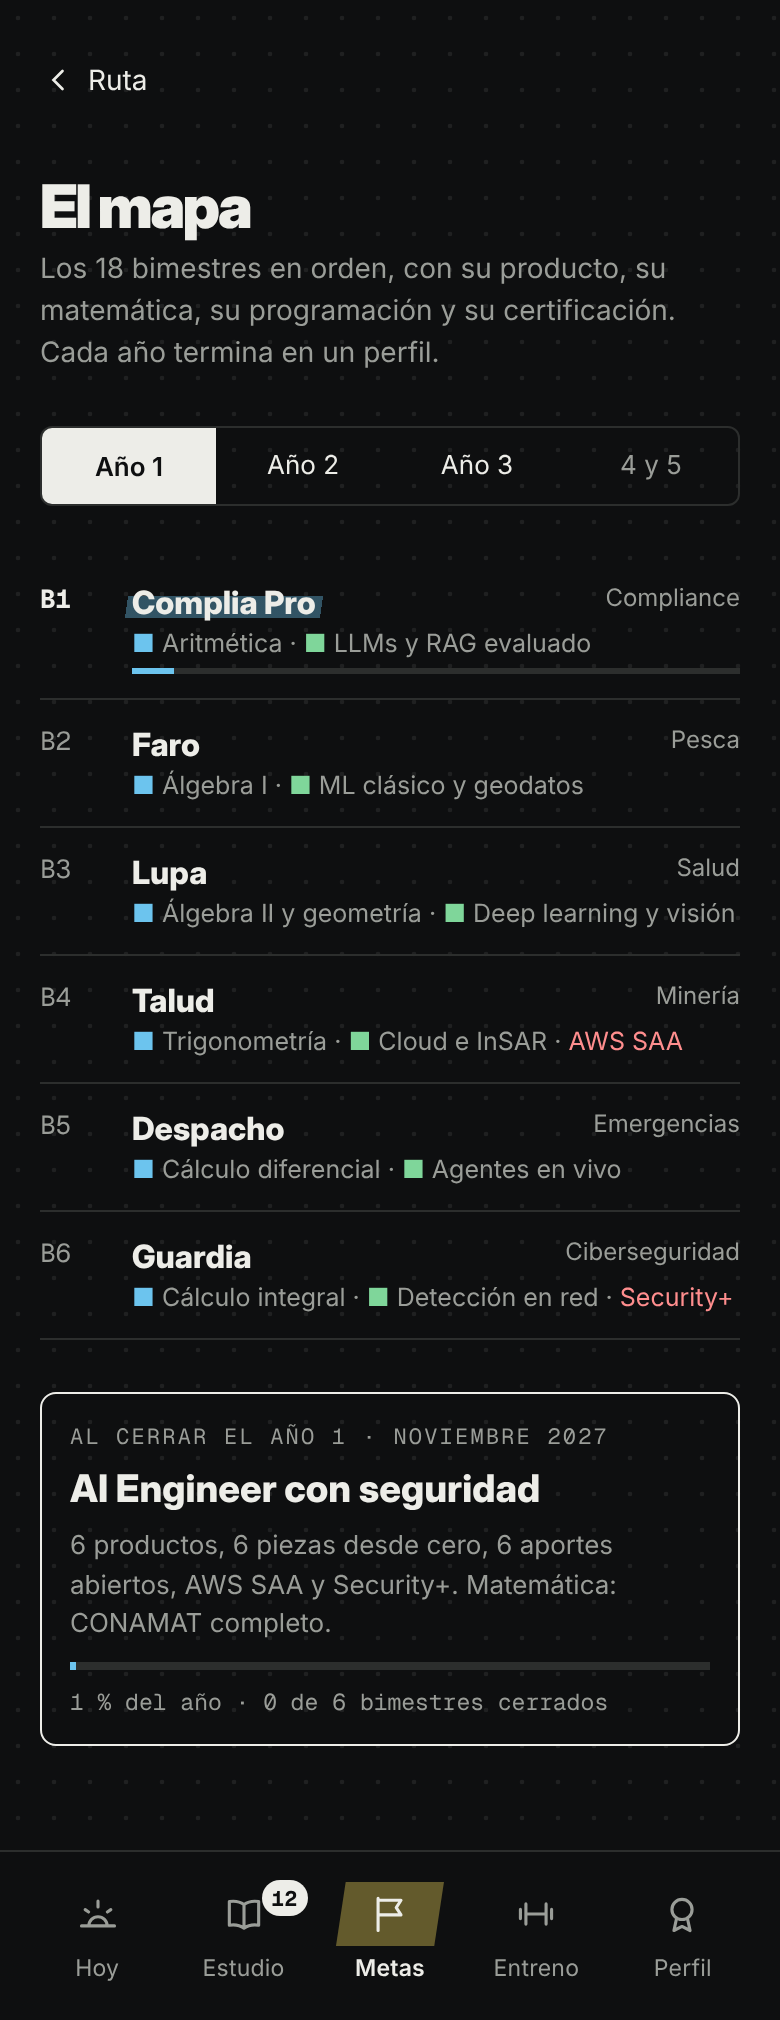 Ruta
El mapa
Los 18 bimestres en orden, con su producto, su
matemática, su programación y su certificación.
Cada año termina en un perfil.
Año 1 Año 2 Año 3 4 y 5
B1 Complia Pro Compliance
Aritmética · LLMs y RAG evaluado
B2 Faro Pesca
Álgebra I · ML clásico y geodatos
B3 Lupa Salud
Álgebra II y geometría · Deep learning y visión
B4 Talud Minería
Trigonometría · Cloud e InSAR · AWS SAA
B5 Despacho Emergencias
Cálculo diferencial · Agentes en vivo
B6 Guardia Ciberseguridad
Cálculo integral · Detección en red · Security+
AL CERRAR EL AÑO 1 · NOVIEMBRE 2027
AI Engineer con seguridad
6 productos, 6 piezas desde cero, 6 aportes
abiertos, AWS SAA y Security+. Matemática:
CONAMAT completo.
1 % del año · 0 de 6 bimestres cerrados
12
Hoy Estudio Metas Entreno Perfil